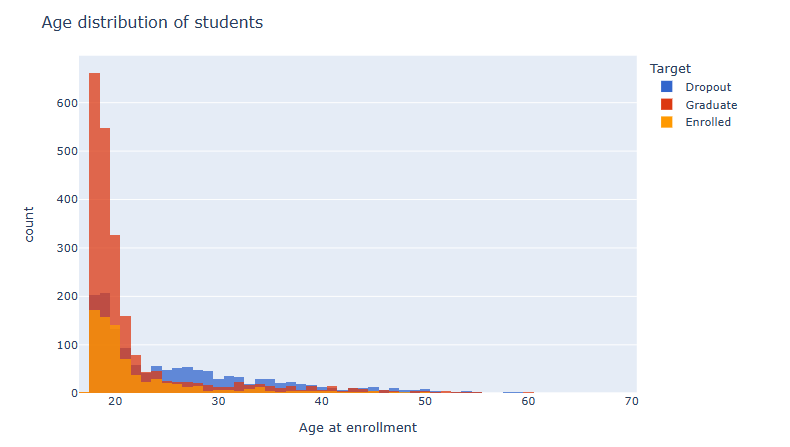 Age distribution of students
Target
Dropout
Graduate
Enrolled
600
500
400
300
200
100
0
count
20 30 40 50 60 70
Age at enrollment